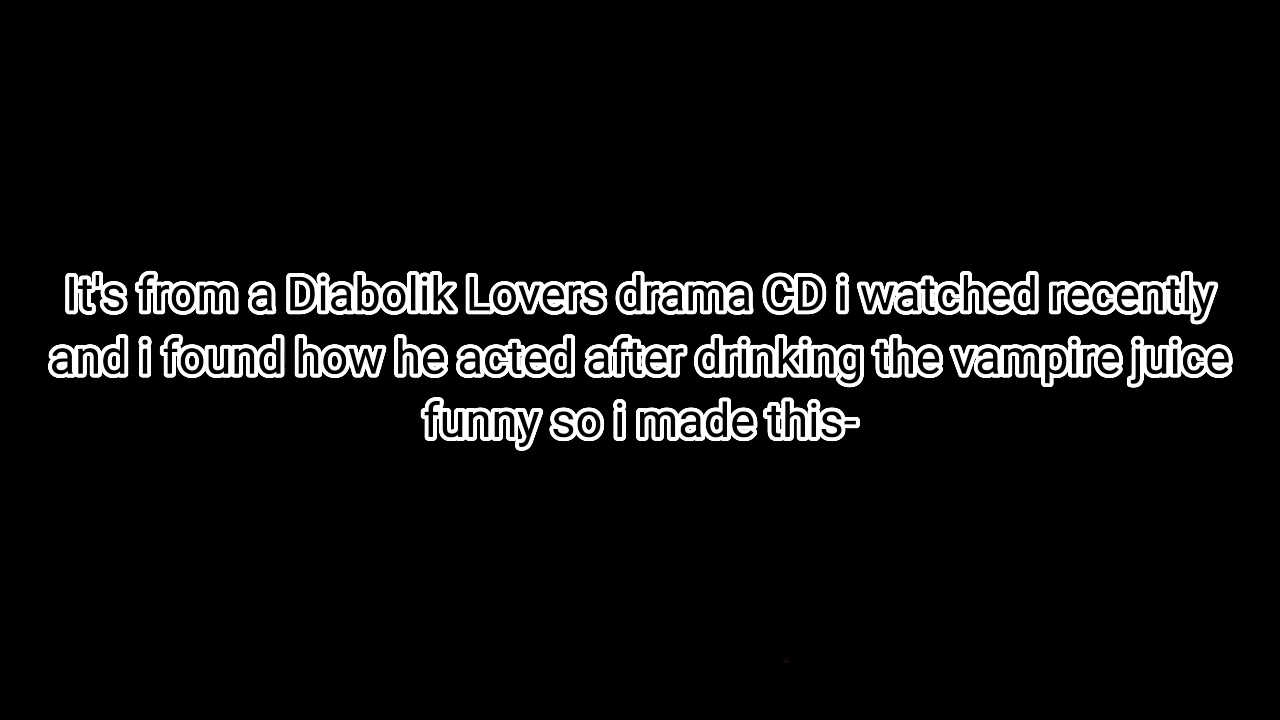 It's from a Diabolik Lovers drama CD i watched recently
and i found how he acted after drinking the vampire juice
funny so i made this-